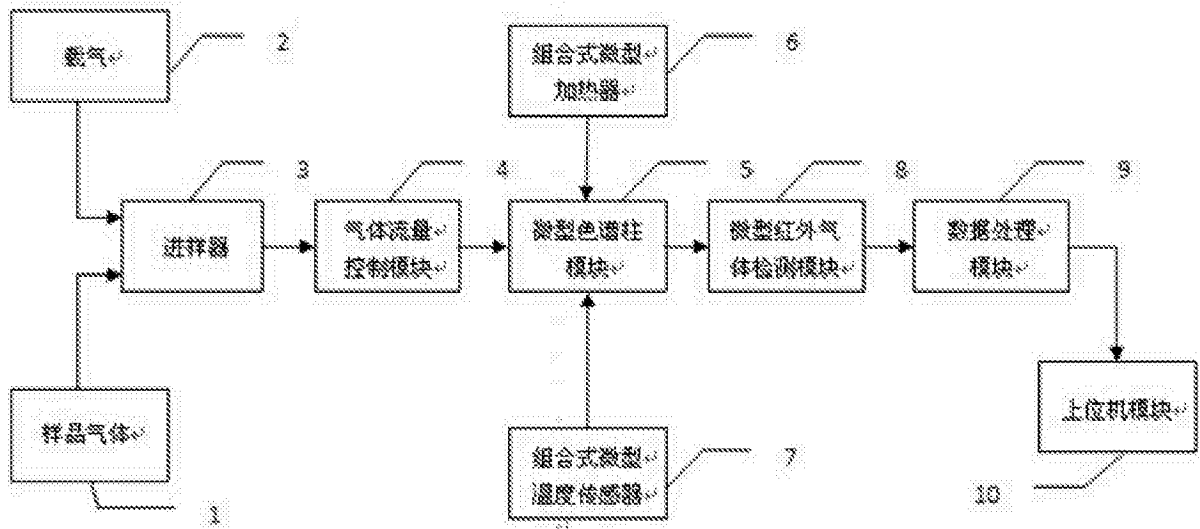 载气
2
组合式微型
加热器
6
3
4
5
8
9
进样器
气体流量
控制模块
微型色谱柱
模块
微型红外气
体检测模块
数据处理
模块
上位机模块
样品气体
组合式微型
温度传感器
7
10
1